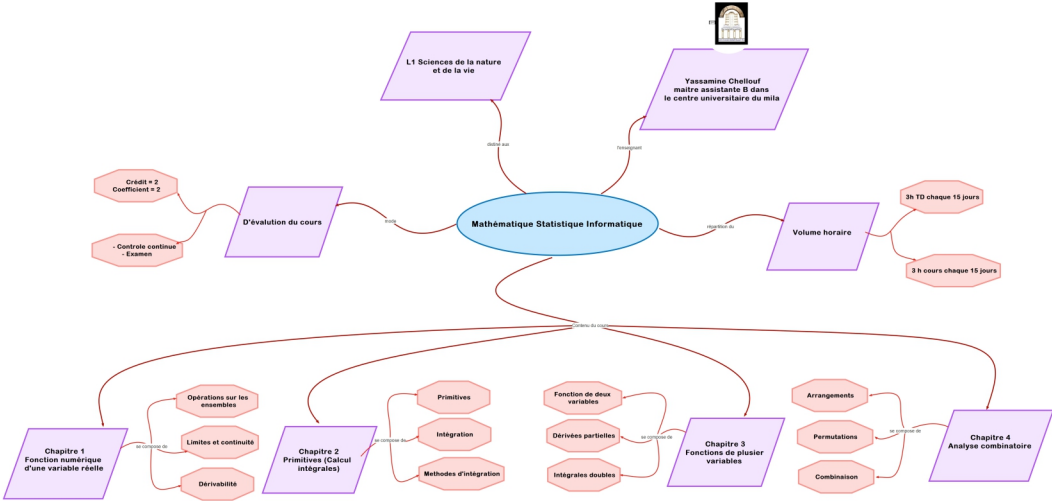 L1 Sciences de la nature
et de la vie
Yassamine Chellouf
maitre assistante B dans
le centre universitaire du mila
déstiné aux
l'enseignant
Crédit = 2
Coefficient = 2
- Controle continue
- Examen
D'évalution du cours
mode
Mathématique Statistique Informatique
répartition du
Volume horaire
3h TD chaque 15 jours
3 h cours chaque 15 jours
contenu du cours
Chapitre 1
Fonction numérique
d'une variable réelle
se compose de
Opérations sur les
ensembles
Limites et continuité
Dérivabilité
Chapitre 2
Primitives (Calcul
intégrales)
se compose de
Primitives
Intègration
Methodes d'intégration
Fonction de deux
variables
Dérivées partielles
Intégrales doubles
se compose de
Chapitre 3
Fonctions de plusier
variables
Arrangements
Permutations
Combinaison
se compose de
Chapitre 4
Analyse combinatoire